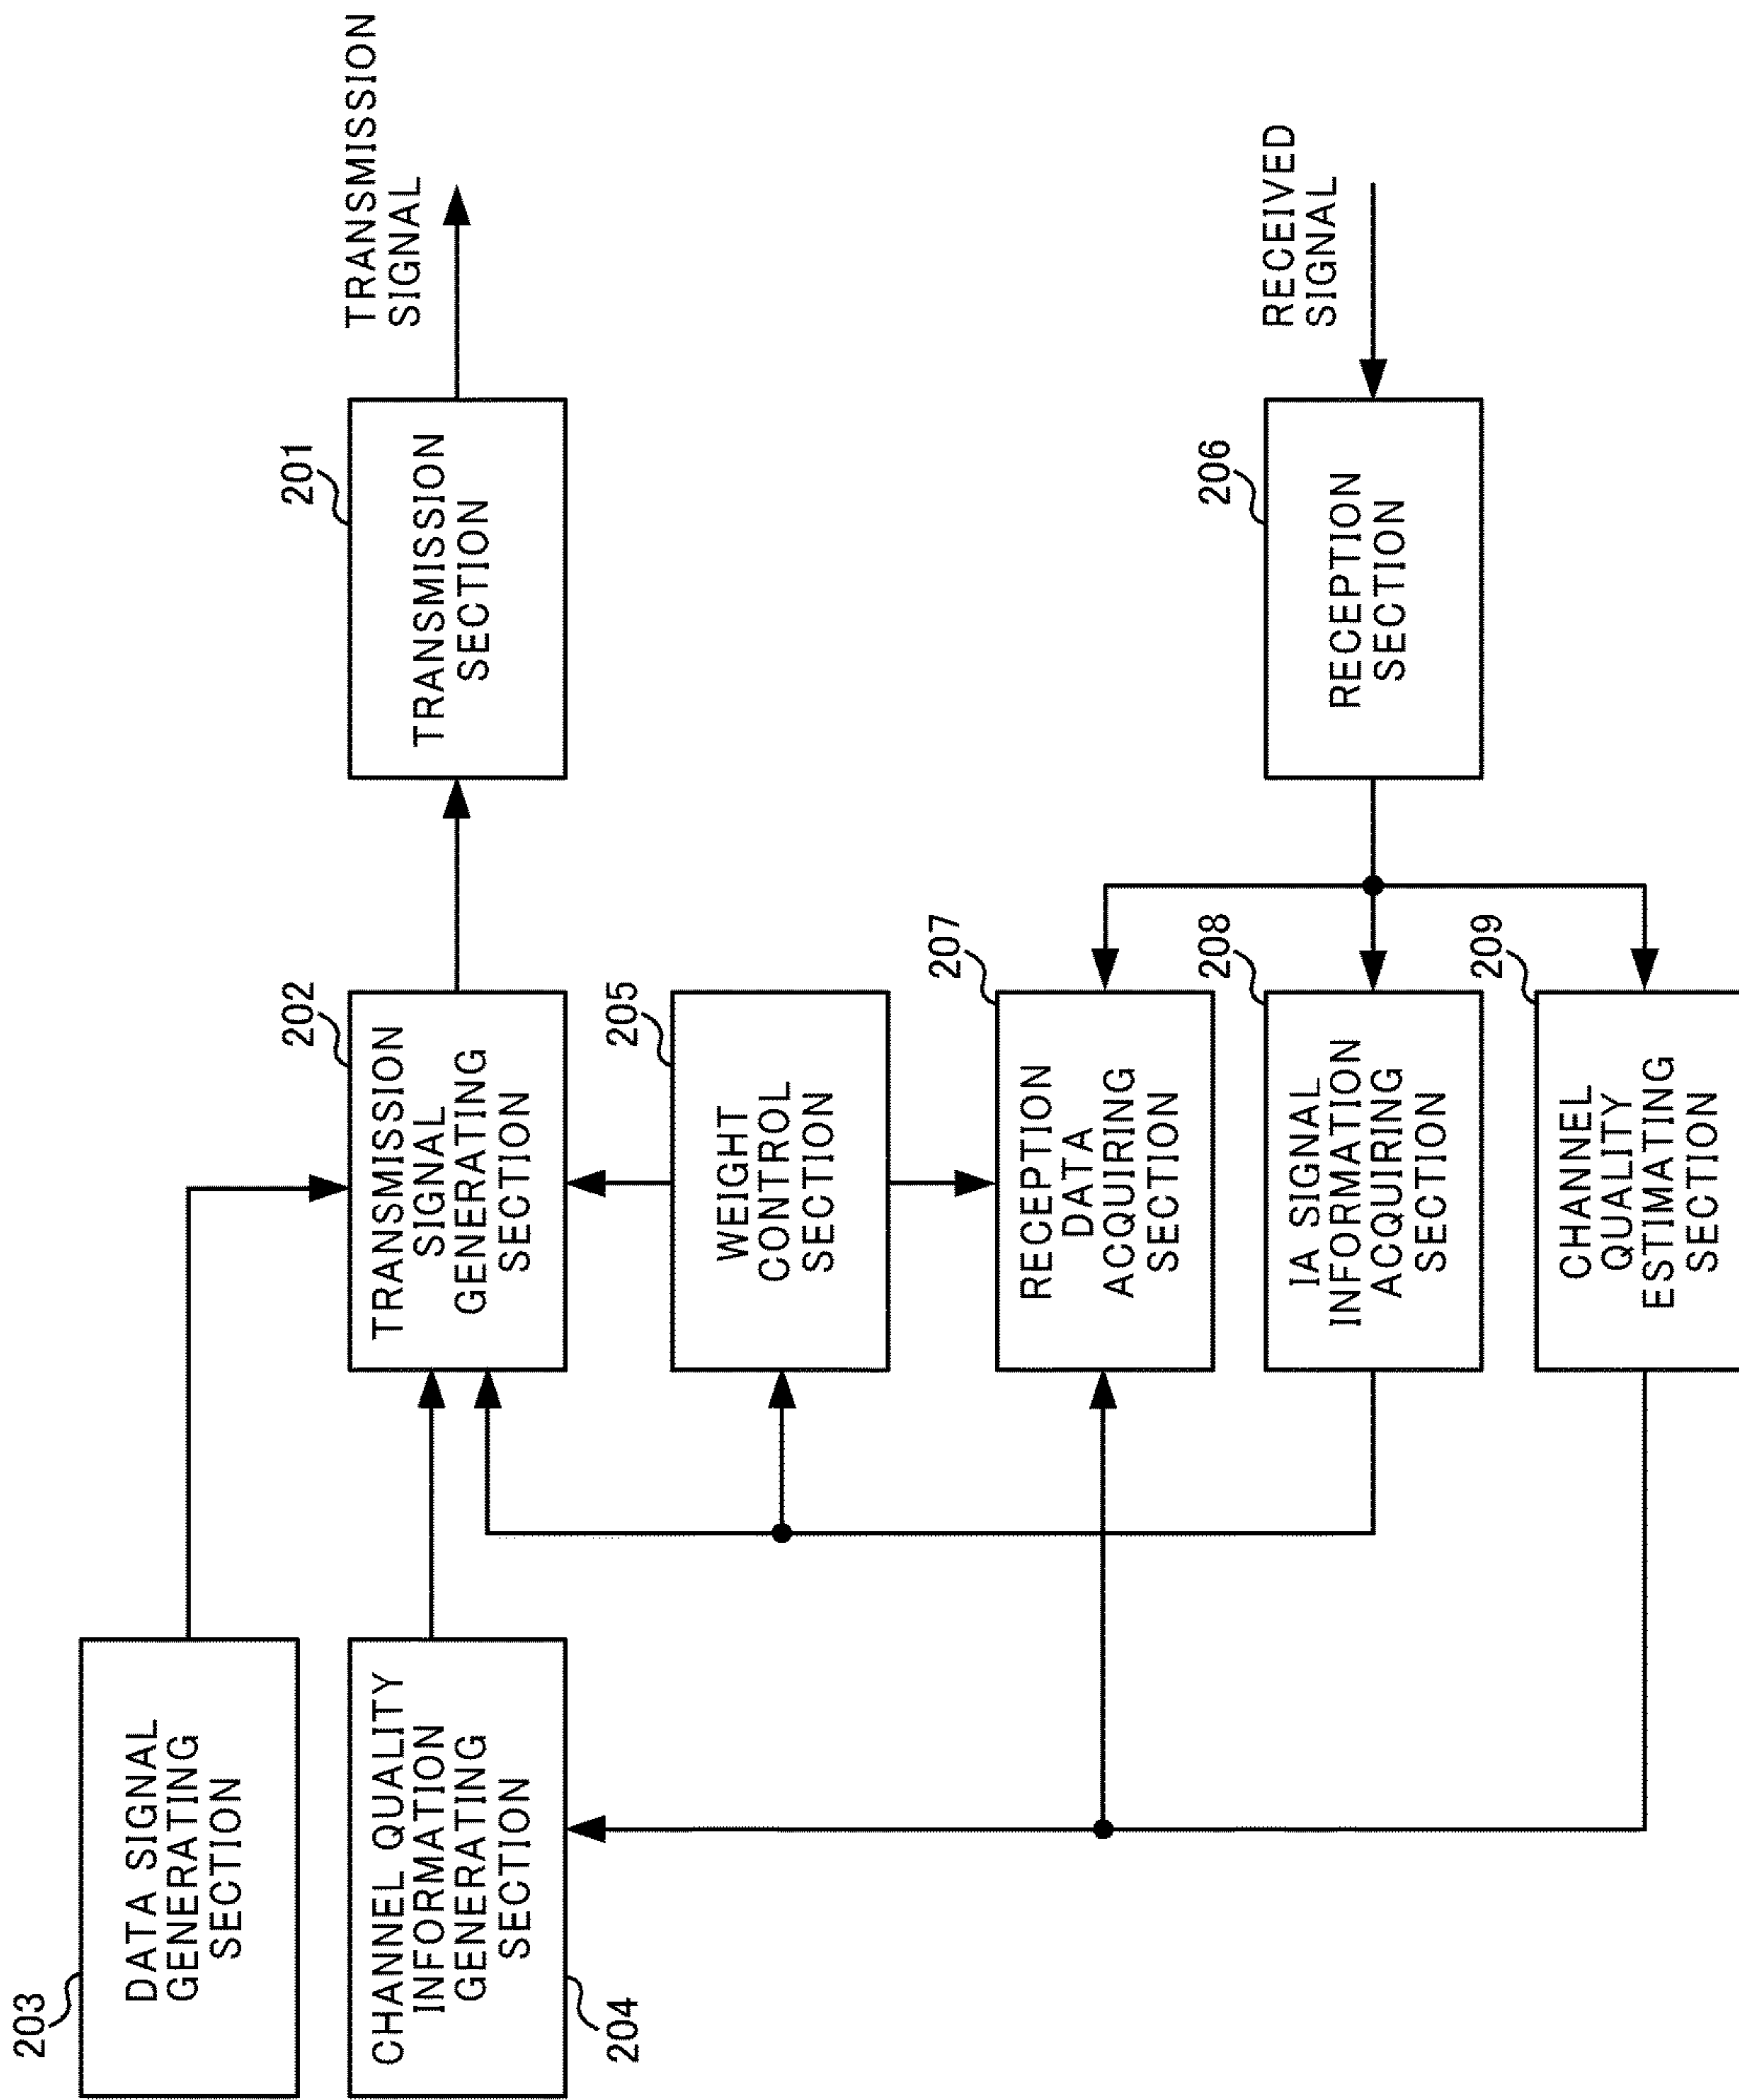 203
DATA SIGNAL
GENERATING
SECTION
CHANNEL QUALITY
INFORMATION
GENERATING
SECTION
204
202
TRANSMISSION
SIGNAL
GENERATING
SECTION
205
WEIGHT
CONTROL
SECTION
207
RECEPTION
DATA
ACQUIRING
SECTION
208
IA SIGNAL
INFORMATION
ACQUIRING
SECTION
209
CHANNEL
QUALITY
ESTIMATING
SECTION
201
TRANSMISSION
SECTION
206
RECEPTION
SECTION
TRANSMISSION
SIGNAL
RECEIVED
SIGNAL